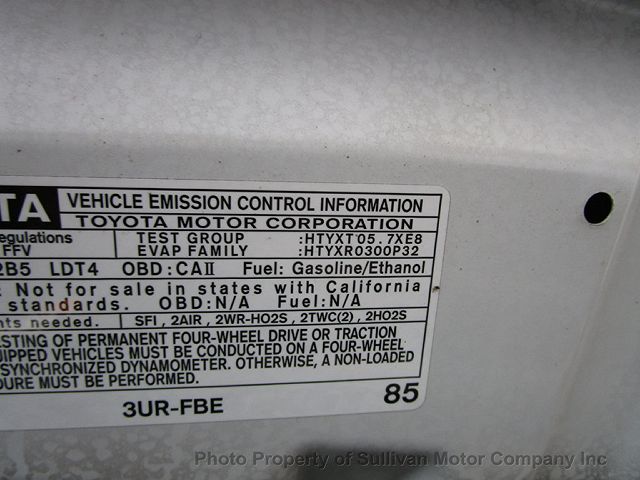 TA VEHICLE EMISSION CONTROL INFORMATION
TOYOTA MOTOR CORPORATION
egulations TEST GROUP :HTYXT05.7XE8
FFV EVAP FAMILY :HTYXR0300P32
2B5 LDT4 OBD:CAII Fuel: Gasoline/Ethanol
: Not for sale in states with California
standards. OBD:N/A Fuel:N/A
nts needed. SFI, 2AIR, 2WR-HO2S, 2TWC(2), 2HO2S
ESTING OF PERMANENT FOUR-WHEEL DRIVE OR TRACTION
UIPPED VEHICLES MUST BE CONDUCTED ON A FOUR-WHEEL
SYNCHRONIZED DYNAMOMETER. OTHERWISE, A NON-LOADED
DURE MUST BE PERFORMED.
3UR-FBE 85
Photo Property of Sullivan Motor Company Inc